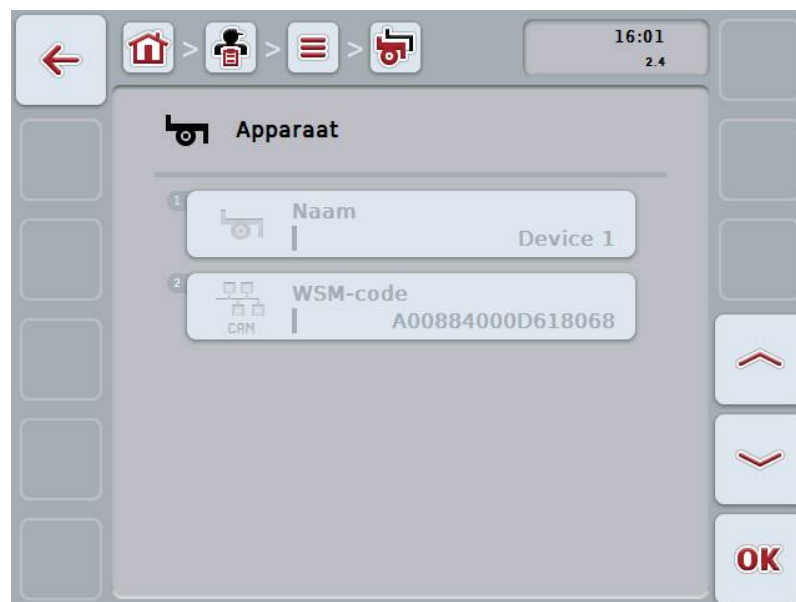 16:01
2.4
Apparaat
1
Naam
Device 1
2
WSM-code
CAN
A00884000D618068
OK